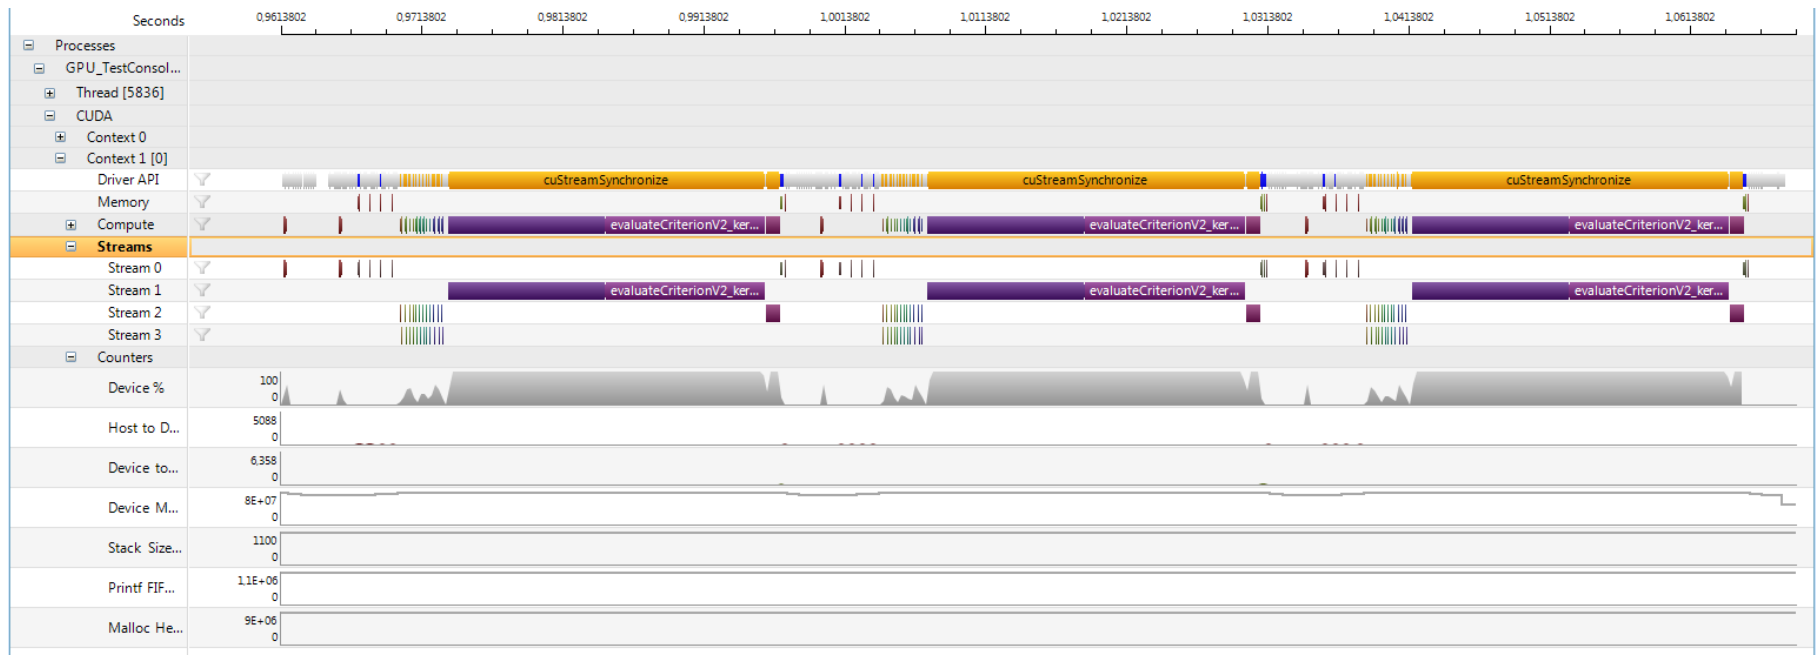 Seconds 0,9613802 0,9713802 0,9813802 0,9913802 1,0013802 1,0113802 1,0213802 1,0313802 1,0413802 1,0513802 1,0613802
Processes
GPU_TestConsol...
Thread [5836]
CUDA
Context 0
Context 1 [0]
Driver API cuStreamSynchronize cuStreamSynchronize cuStreamSynchronize
Memory
Compute evaluateCriterionV2_ker... evaluateCriterionV2_ker... evaluateCriterionV2_ker...
Streams
Stream 0
Stream 1 evaluateCriterionV2_ker... evaluateCriterionV2_ker... evaluateCriterionV2_ker...
Stream 2
Stream 3
Counters
Device % 100
0
Host to D... 5088
0
Device to... 6,358
0
Device M... 8E+07
0
Stack Size... 1100
0
Printf FIF... 1,1E+06
0
Malloc He... 9E+06
0